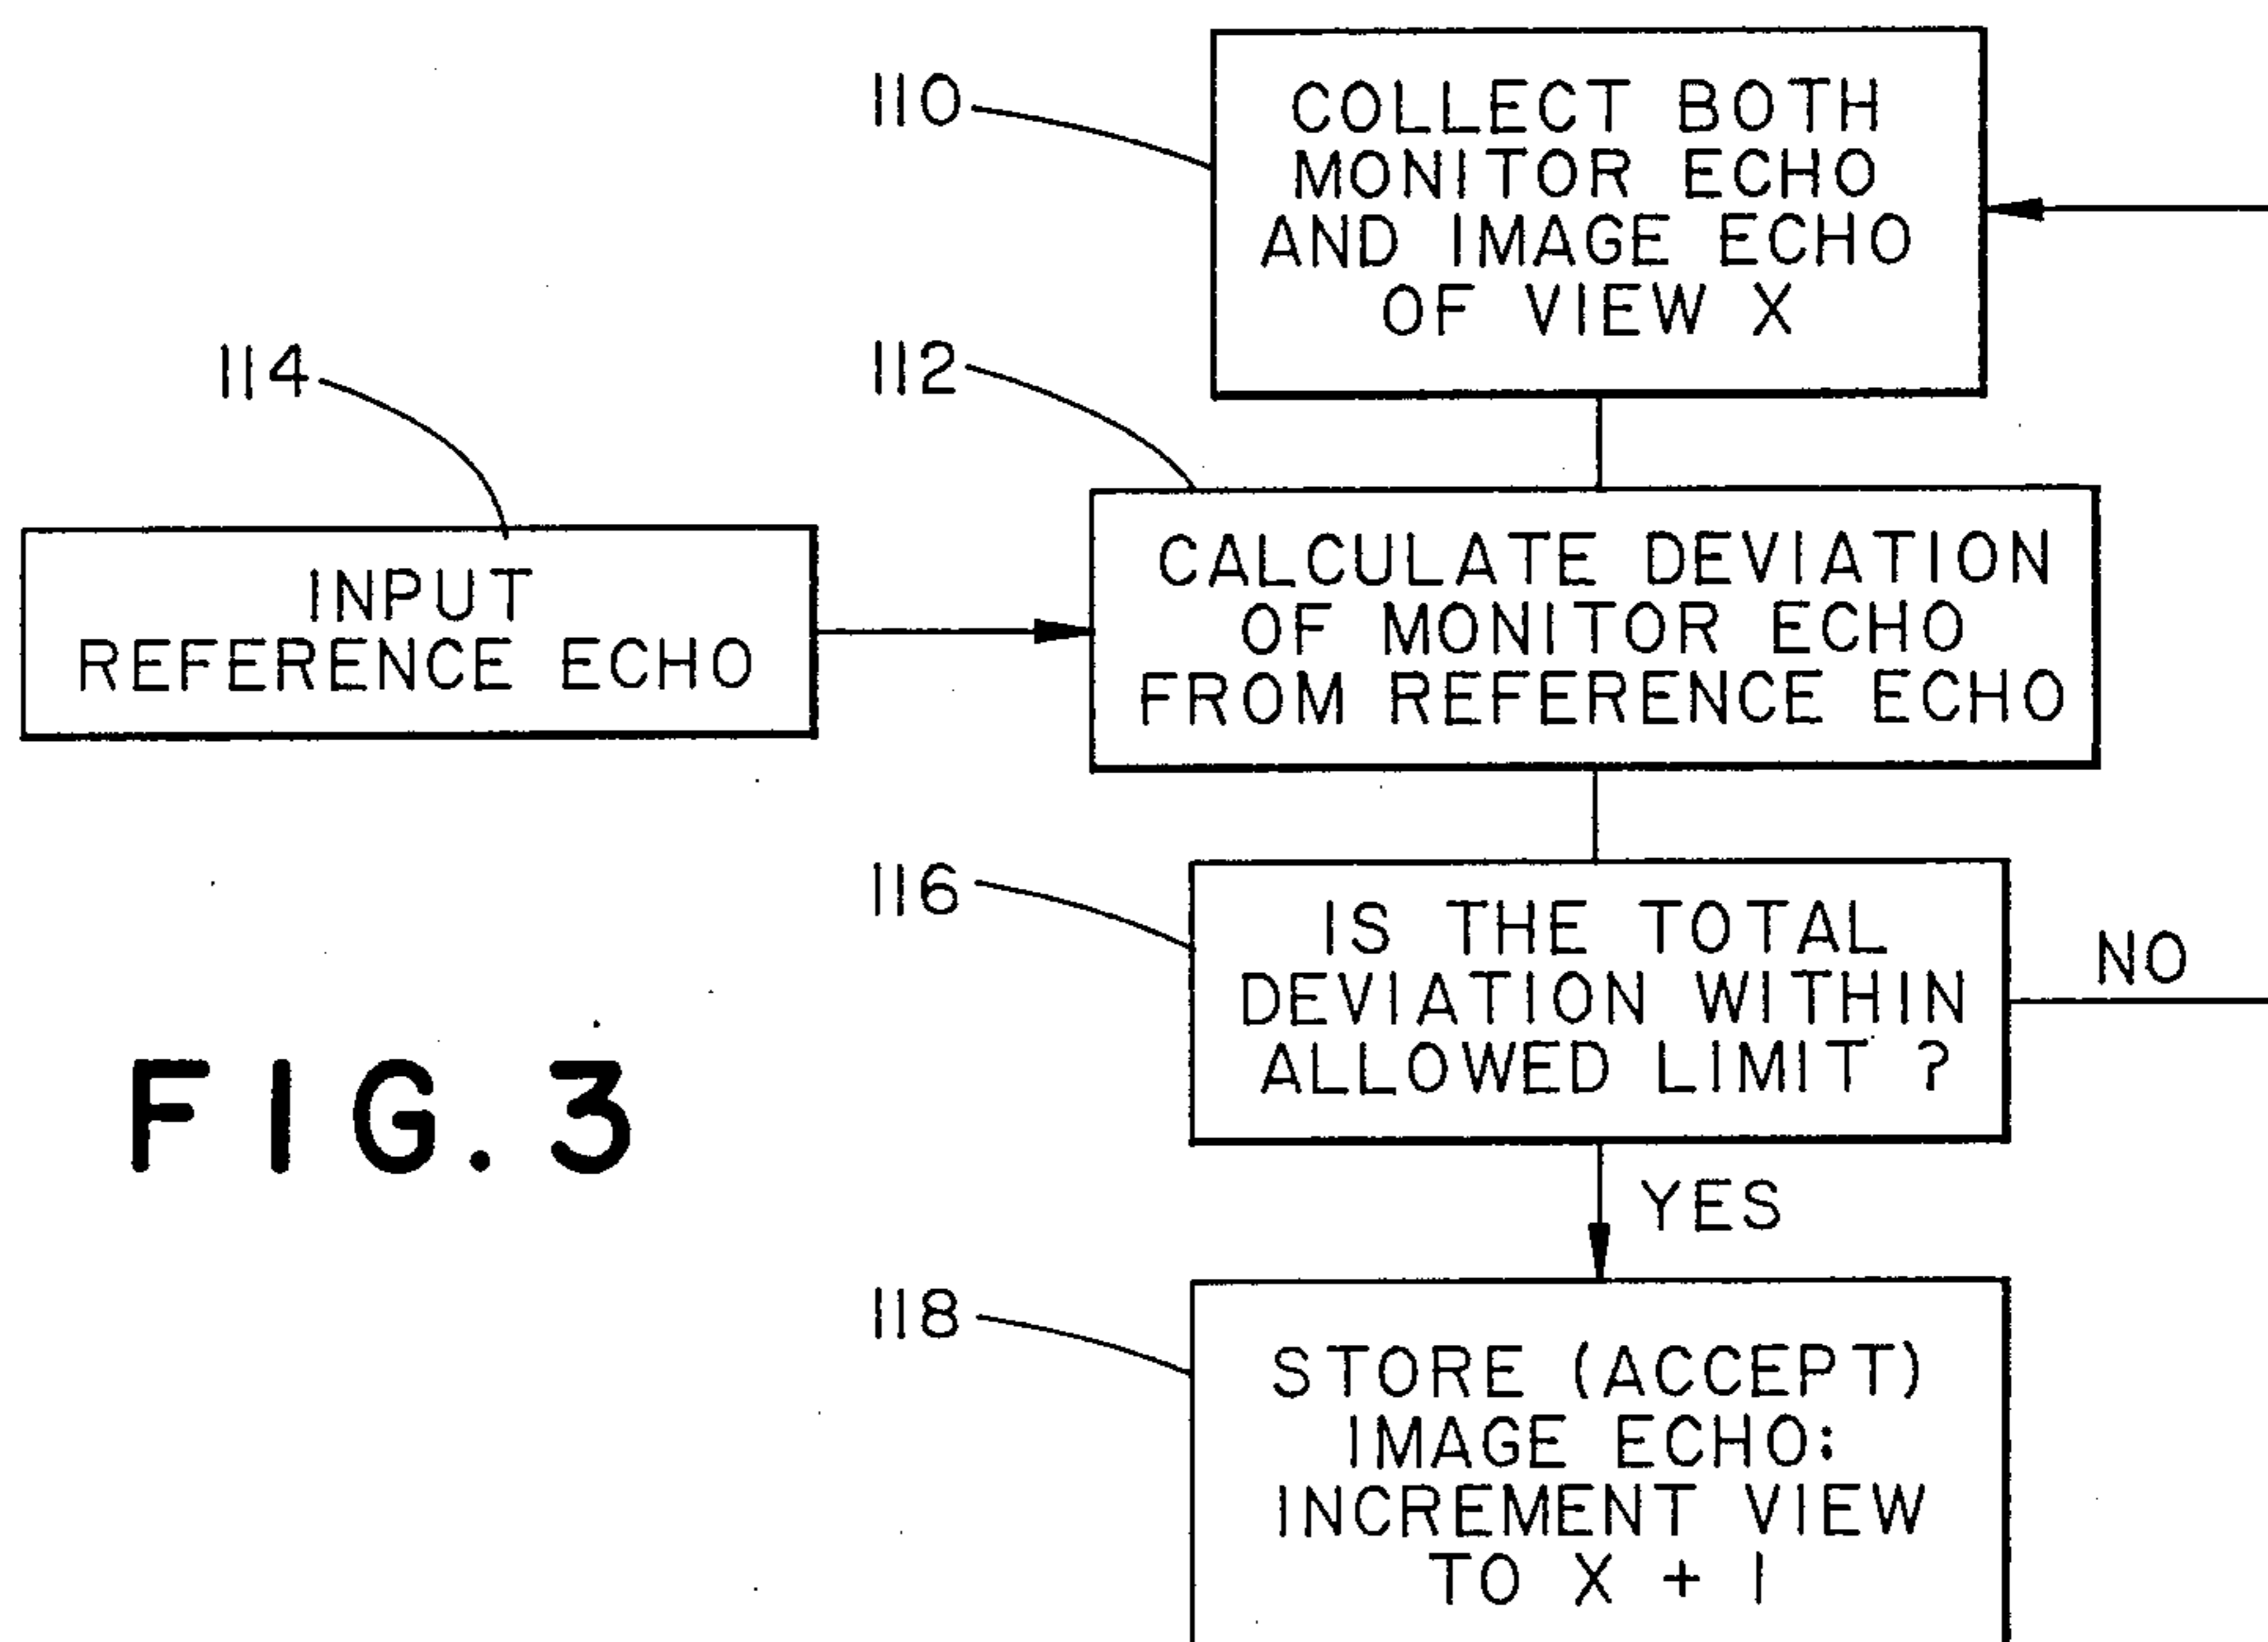 110
COLLECT BOTH
MONITOR ECHO
AND IMAGE ECHO
OF VIEW X
112
114
INPUT
REFERENCE ECHO
CALCULATE DEVIATION
OF MONITOR ECHO
FROM REFERENCE ECHO
116
IS THE TOTAL
DEVIATION WITHIN
ALLOWED LIMIT ?
NO
FIG. 3
YES
118
STORE (ACCEPT)
IMAGE ECHO:
INCREMENT VIEW
TO X + 1